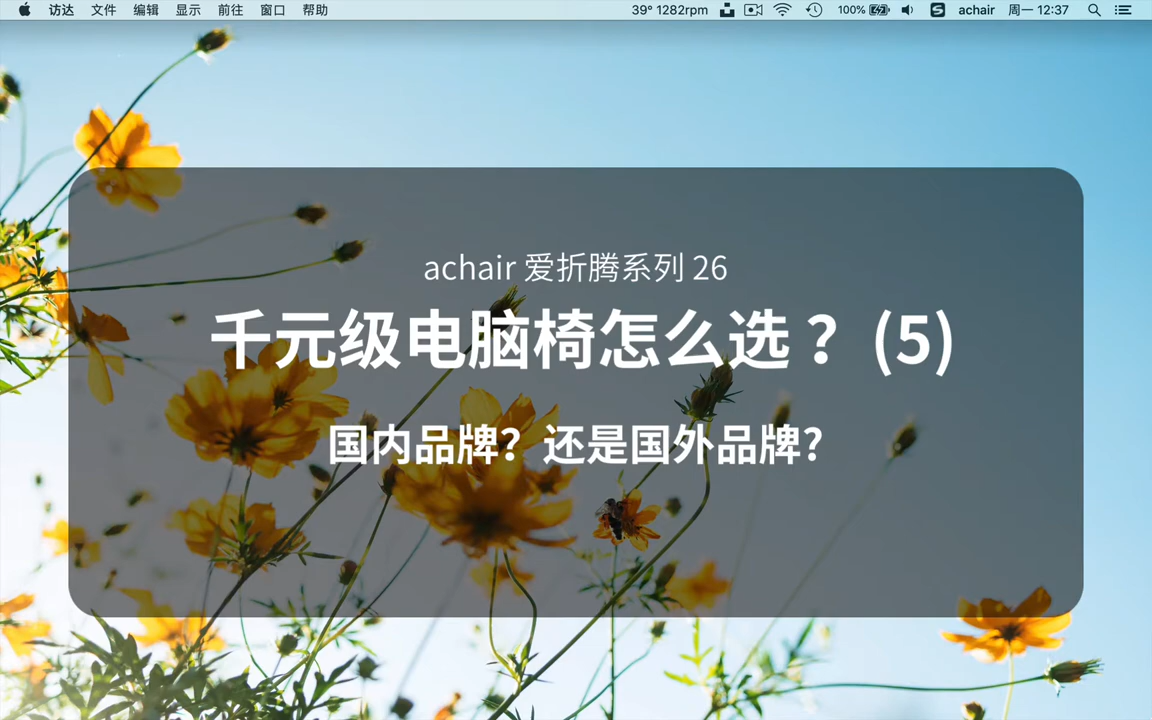 访达 文件 编辑 显示 前往 窗口 帮助 39° 1282rpm 100% achair 周一 12:37
achair 爱折腾系列 26
千元级电脑椅怎么选？(5)
国内品牌？还是国外品牌?